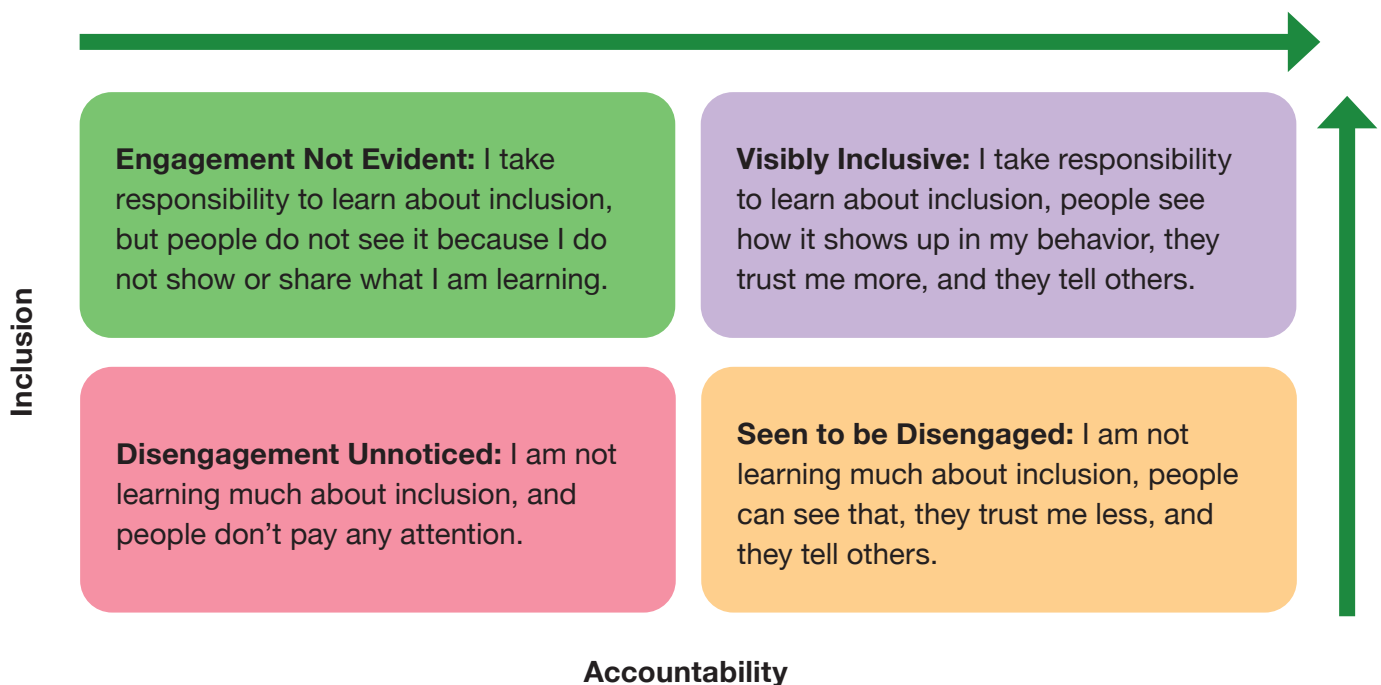 Engagement Not Evident: I take
responsibility to learn about inclusion,
but people do not see it because I do
not show or share what I am learning.
Visibly Inclusive: I take responsibility
to learn about inclusion, people see
how it shows up in my behavior, they
trust me more, and they tell others.
Inclusion
Disengagement Unnoticed: I am not
learning much about inclusion, and
people don’t pay any attention.
Seen to be Disengaged: I am not
learning much about inclusion, people
can see that, they trust me less, and
they tell others.
Accountability